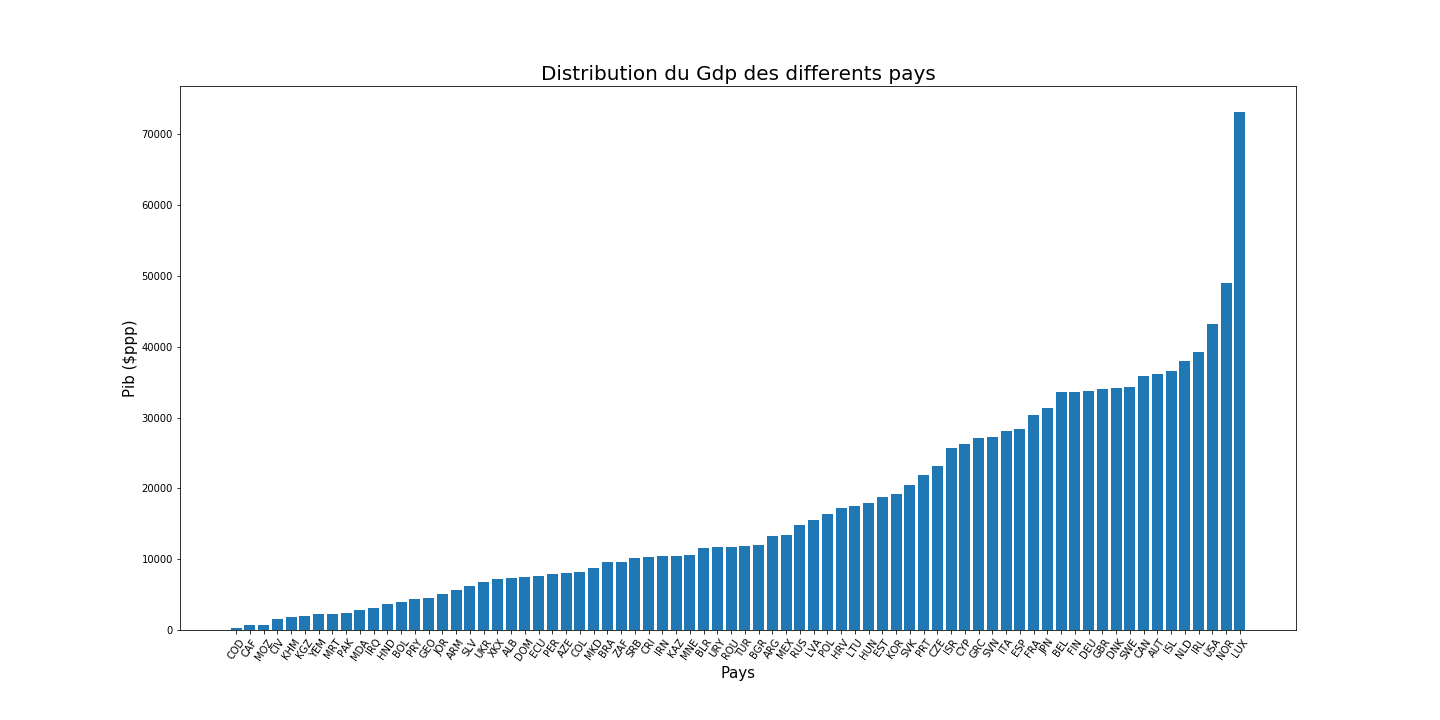 Distribution du Gdp des differents pays
70000
60000
50000
40000
30000
20000
10000
0
Pib ($ppp)
COD CAF MOZ CIV KHM KGZ YEM MRT PAK MDA IRQ HND BOL PRY GEO JOR ARM SLV UKR XKX ALB DOM ECU PER AZE COL MKD BRA ZAF SRB CRI IRN KAZ MNE BLR URY ROU TUR BGR ARG MEX RUS LVA POL HRV LTU HUN EST KOR SVK PRT CZE ISR CYP GRC SVN ITA ESP FRA JPN BEL FIN DEU GBR DNK SWE CAN AUT ISL NLD IRL USA NOR LUX
Pays